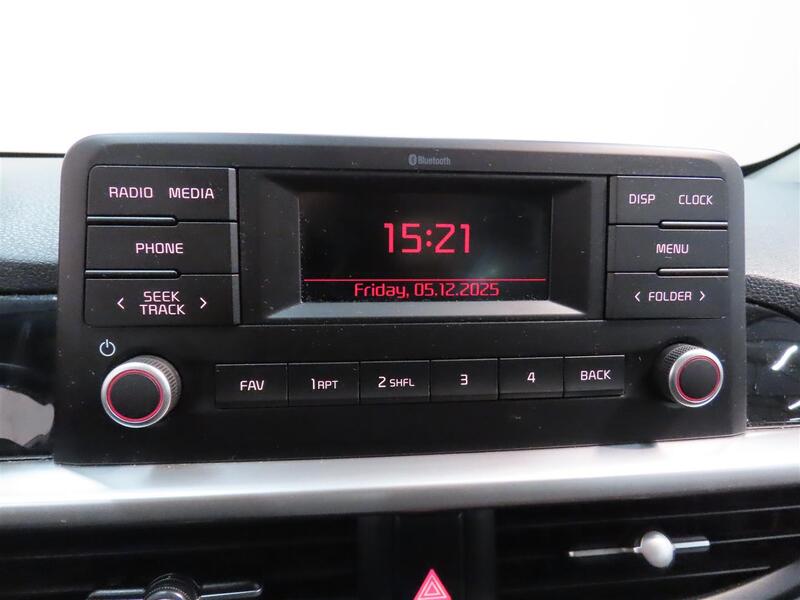 Bluetooth
RADIO MEDIA
PHONE
< SEEK TRACK >
15:21
Friday, 05.12.2025
DISP CLOCK
MENU
< FOLDER >
FAV
1 RPT
2 SHFL
3
4
BACK